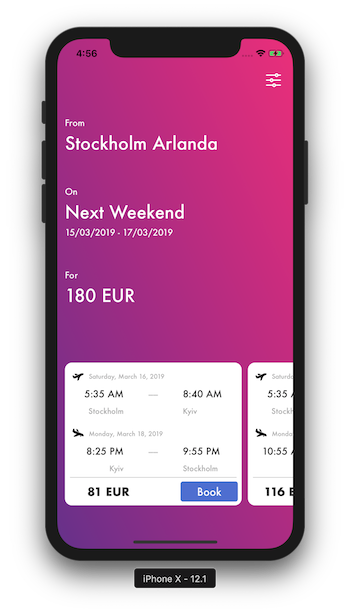 4:56
From
Stockholm Arlanda
On
Next Weekend
15/03/2019 - 17/03/2019
For
180 EUR
Saturday, March 16, 2019
5:35 AM — 8:40 AM
Stockholm Kyiv
Monday, March 18, 2019
8:25 PM — 9:55 PM
Kyiv Stockholm
81 EUR Book
5:35
10:55
116
iPhone X - 12.1